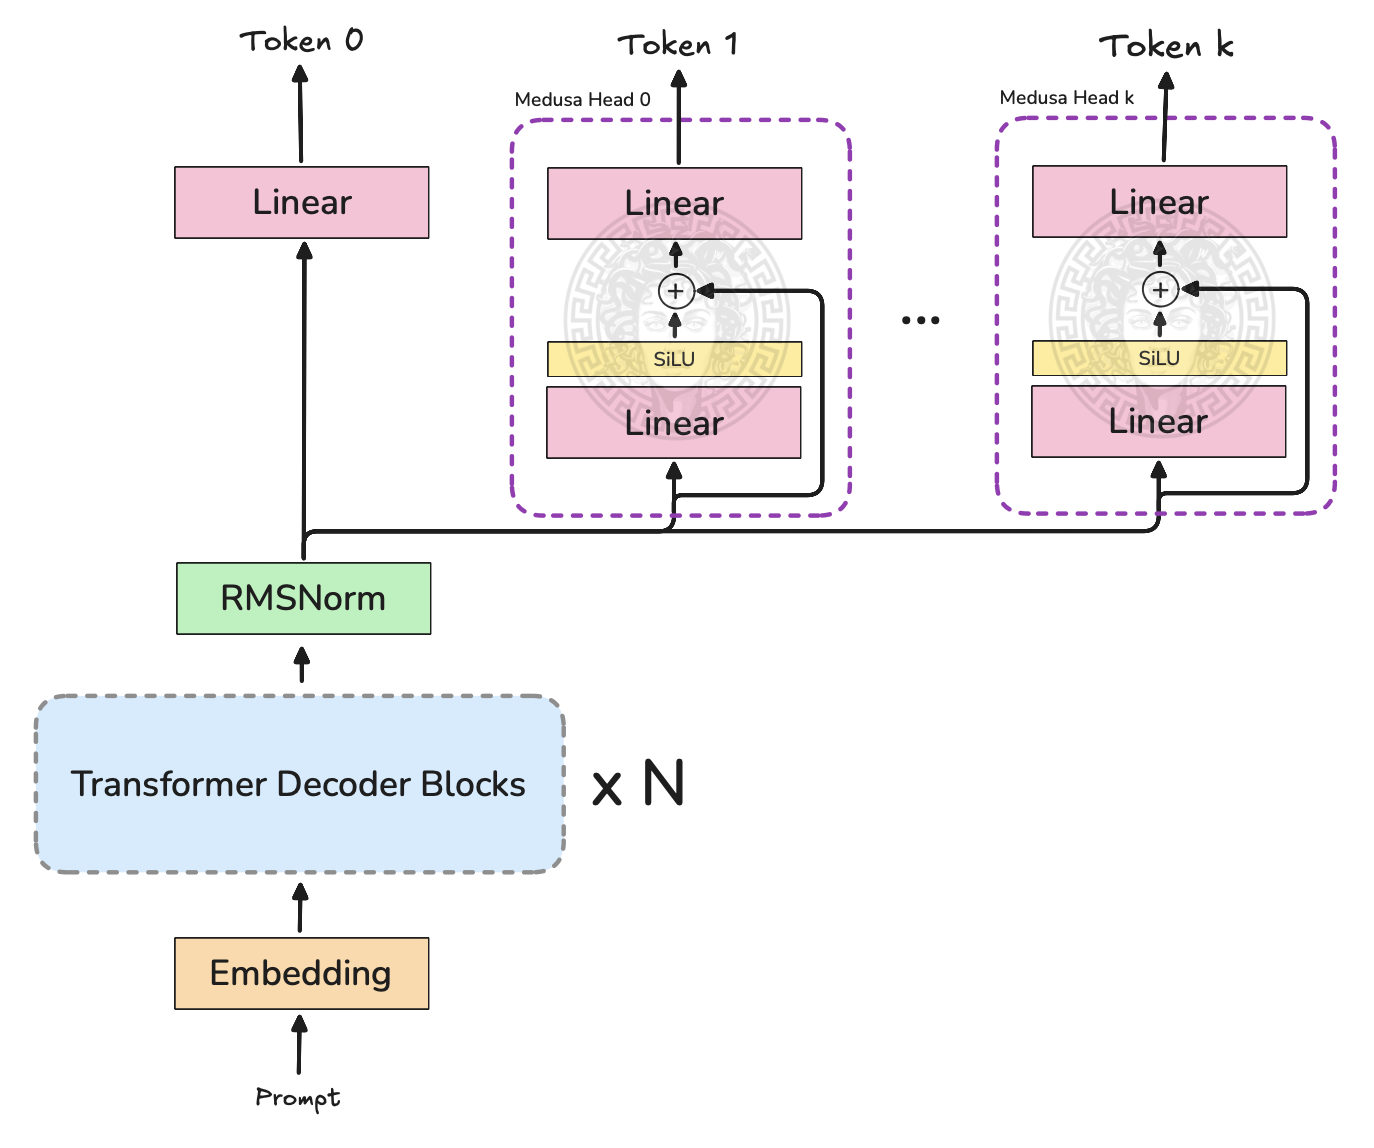 Token 0
Token 1
Token k
Medusa Head 0
Medusa Head k
Linear
Linear
Linear
+
+
SiLU
SiLU
Linear
Linear
...
RMSNorm
Transformer Decoder Blocks
x N
Embedding
Prompt